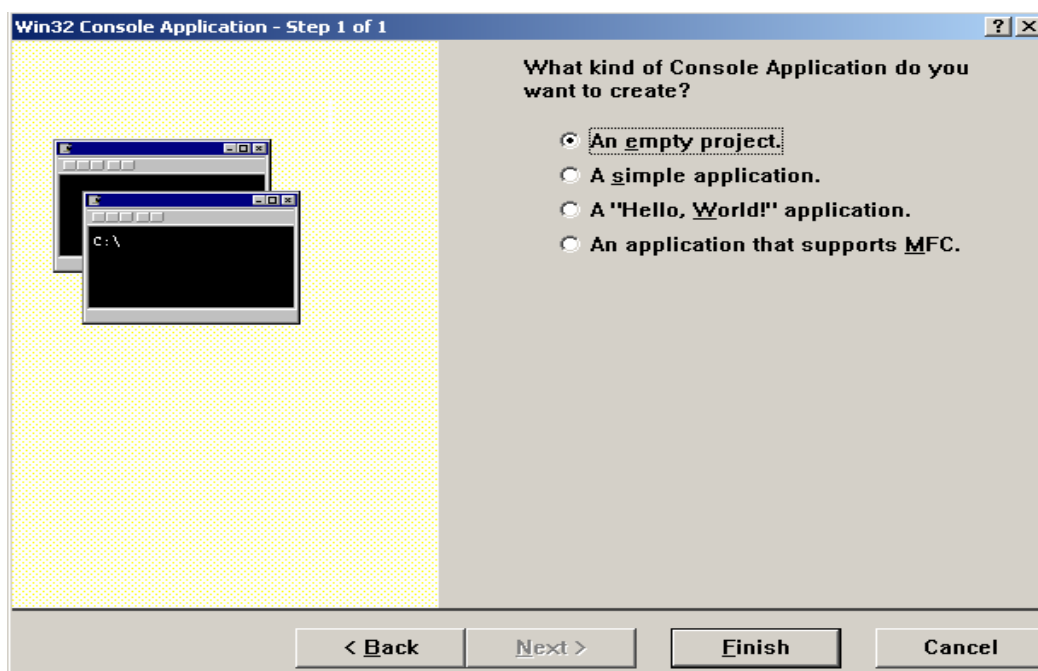 Win32 Console Application - Step 1 of 1
What kind of Console Application do you
want to create?
An empty project.
A simple application.
A "Hello, World!" application.
An application that supports MFC.
C:\
< Back
Next >
Finish
Cancel